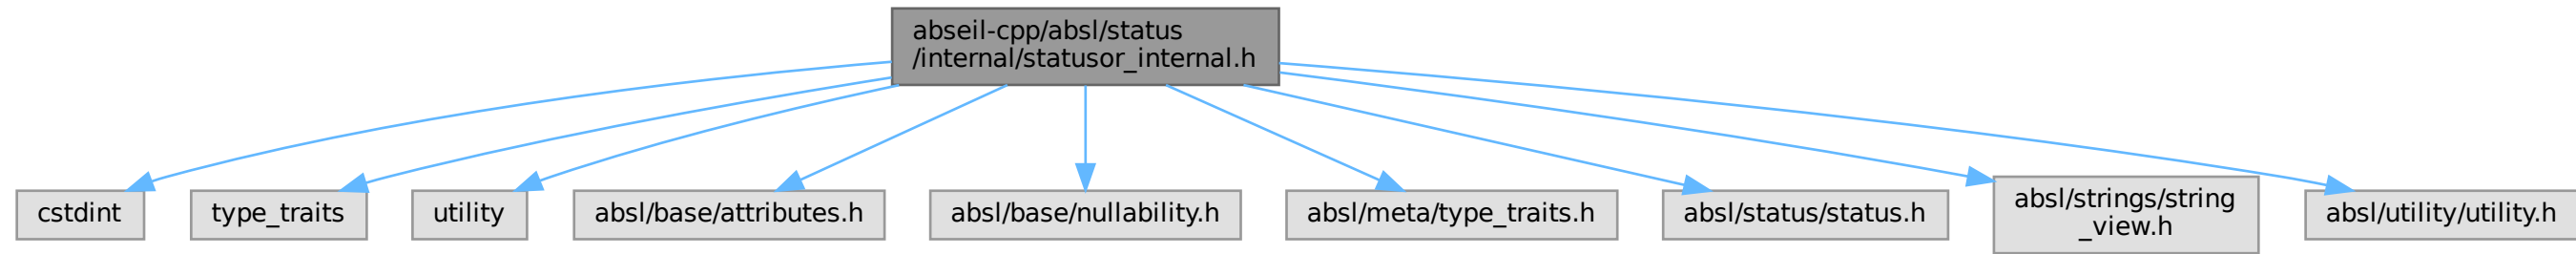 abseil-cpp/absl/status
/internal/statusor_internal.h
cstdint
type_traits
utility
absl/base/attributes.h
absl/base/nullability.h
absl/meta/type_traits.h
absl/status/status.h
absl/strings/string
_view.h
absl/utility/utility.h